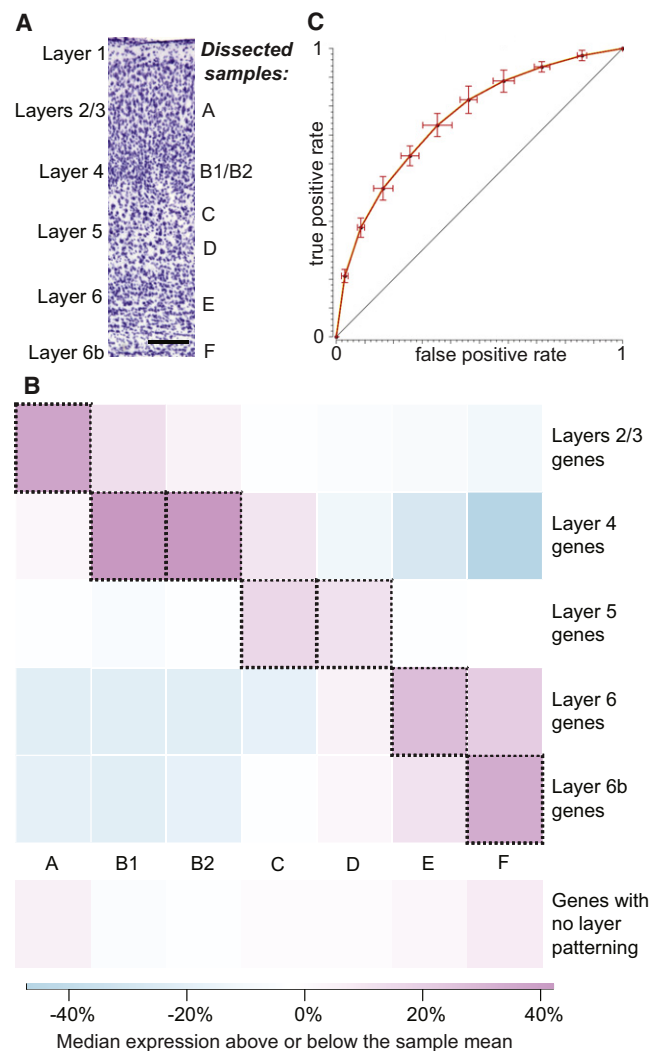 A
Dissected
samples:
Layer 1
Layers 2/3
A
Layer 4
B1/B2
C
Layer 5
D
Layer 6
E
Layer 6b
F
C
1
true positive rate
0
0
false positive rate
1
B
Layers 2/3
genes
Layer 4
genes
Layer 5
genes
Layer 6
genes
Layer 6b
genes
A B1 B2 C D E F
Genes with
no layer
patterning
-40% -20% 0% 20% 40%
Median expression above or below the sample mean